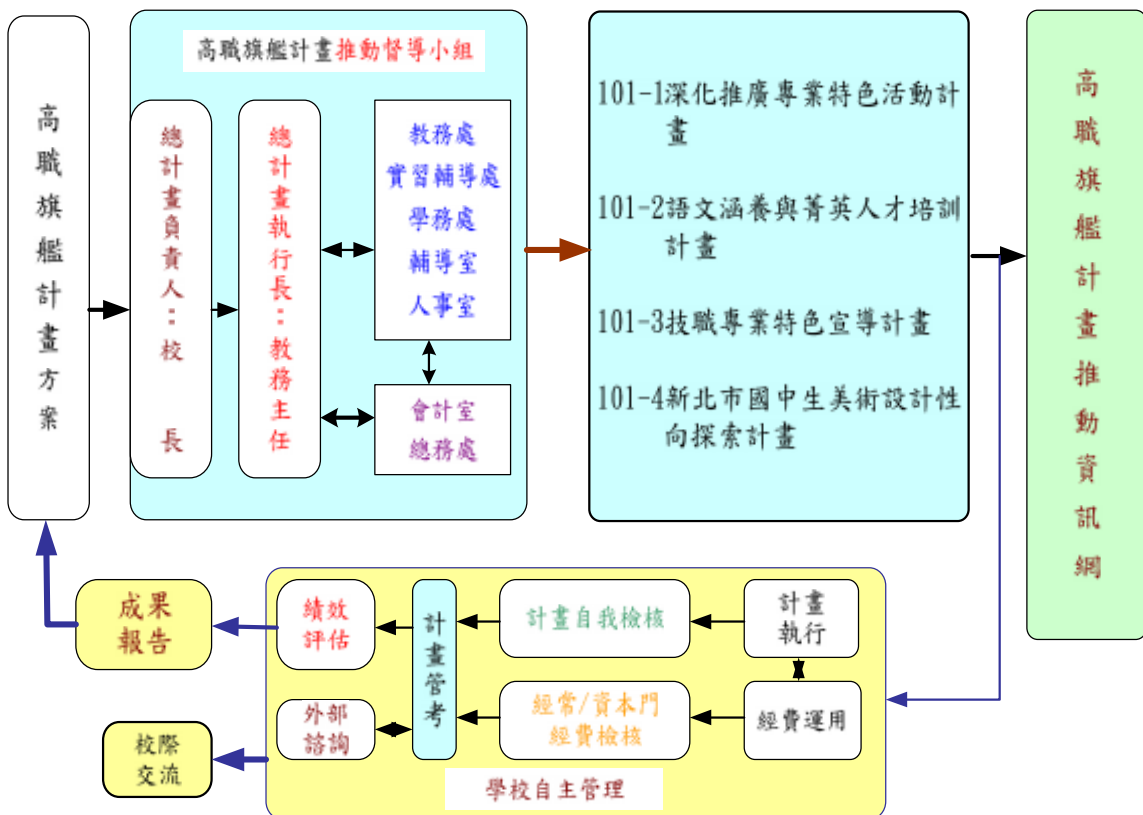 高職旗艦計畫方案
高職旗艦計畫推動督導小組
總計畫負責人：校長
總計畫執行長：教務主任
教務處
實習輔導處
學務處
輔導室
人事室
會計室
總務處
101-1深化推廣專業特色活動計
畫
101-2語文涵養與菁英人才培訓
計畫
101-3技職專業特色宣導計畫
101-4新北市國中生美術設計性
向探索計畫
高職旗艦計畫推動資訊網
成果
報告
校際
交流
績效
評估
外部
諮詢
計畫管考
計畫自我檢核
經常/資本門
經費檢核
計畫
執行
經費運用
學校自主管理